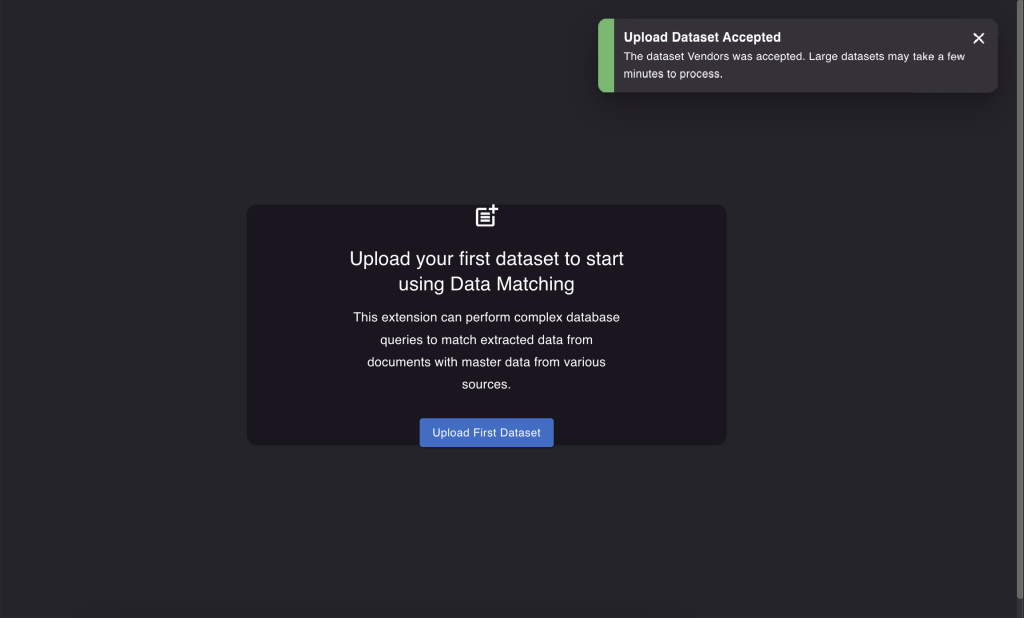 Upload Dataset Accepted
The dataset Vendors was accepted. Large datasets may take a few
minutes to process.
Upload your first dataset to start
using Data Matching
This extension can perform complex database
queries to match extracted data from
documents with master data from various
sources.
Upload First Dataset